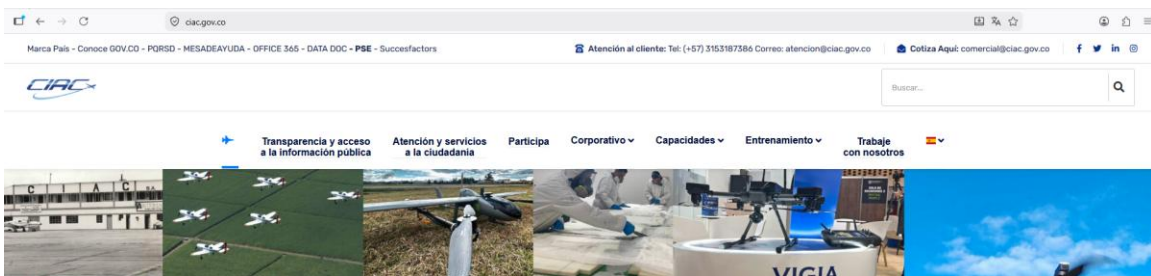 ciac.gov.co
Marca País - Conoce GOV.CO - PQRSD - MESADEAYUDA - OFFICE 365 - DATA DOC - PSE - Succesfactors
Atención al cliente: Tel: (+57) 3153187386 Correo: atencion@ciac.gov.co
Cotiza Aquí: comercial@ciac.gov.co
CIAC
Buscar...
Transparencia y acceso
a la información pública
Atención y servicios
a la ciudadania
Participa
Corporativo
Capacidades
Entrenamiento
Trabaje
con nosotros
C I A C S.A.
VIGIA